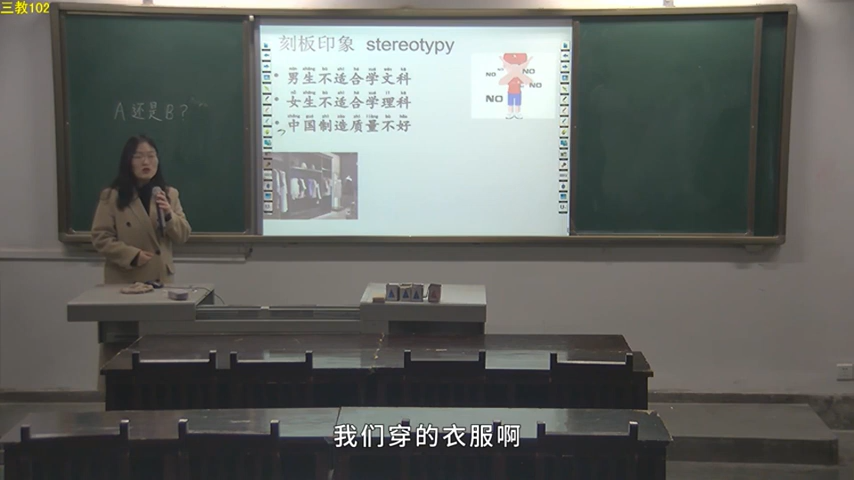 三教102
刻板印象 stereotypy
男生不适合学文科
女生不适合学理科
中国制造质量不好
NO
NO
NO
NO
A还是B?
我们穿的衣服啊